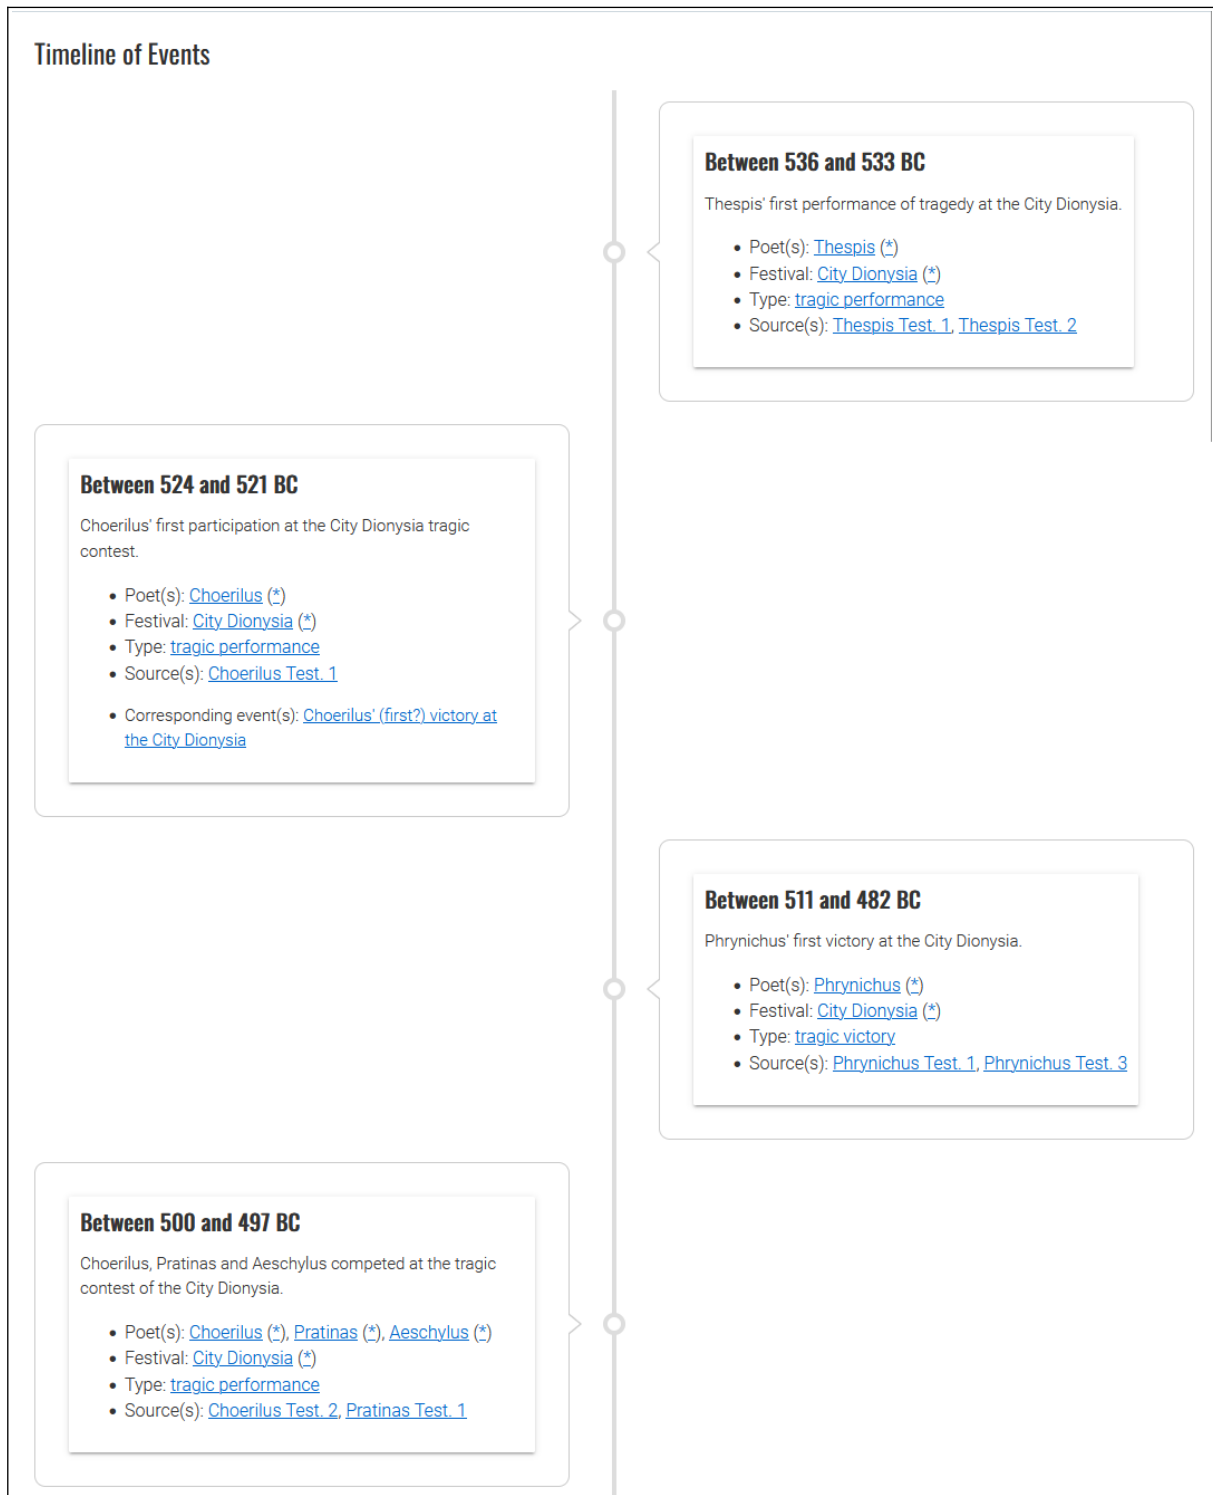 Timeline of Events
Between 536 and 533 BC
Thespis' first performance of tragedy at the City Dionysia.
• Poet(s): Thespis (*)
• Festival: City Dionysia (*)
• Type: tragic performance
• Source(s): Thespis Test. 1, Thespis Test. 2
Between 524 and 521 BC
Choerilus' first participation at the City Dionysia tragic
contest.
• Poet(s): Choerilus (*)
• Festival: City Dionysia (*)
• Type: tragic performance
• Source(s): Choerilus Test. 1
• Corresponding event(s): Choerilus' (first?) victory at
the City Dionysia
Between 511 and 482 BC
Phrynichus' first victory at the City Dionysia.
• Poet(s): Phrynichus (*)
• Festival: City Dionysia (*)
• Type: tragic victory
• Source(s): Phrynichus Test. 1, Phrynichus Test. 3
Between 500 and 497 BC
Choerilus, Pratinas and Aeschylus competed at the tragic
contest of the City Dionysia.
• Poet(s): Choerilus (*), Pratinas (*), Aeschylus (*)
• Festival: City Dionysia (*)
• Type: tragic performance
• Source(s): Choerilus Test. 2, Pratinas Test. 1